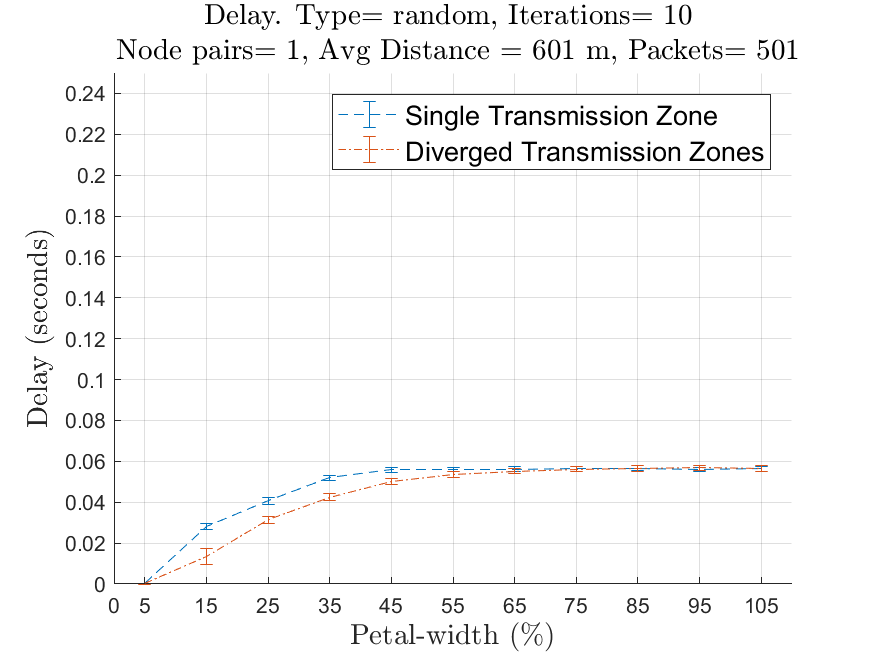 Delay. Type= random, Iterations= 10
Node pairs= 1, Avg Distance = 601 m, Packets= 501
Single Transmission Zone
Diverged Transmission Zones
Delay (seconds)
0.24
0.22
0.2
0.18
0.16
0.14
0.12
0.1
0.08
0.06
0.04
0.02
0
0 5 15 25 35 45 55 65 75 85 95 105
Petal-width (%)